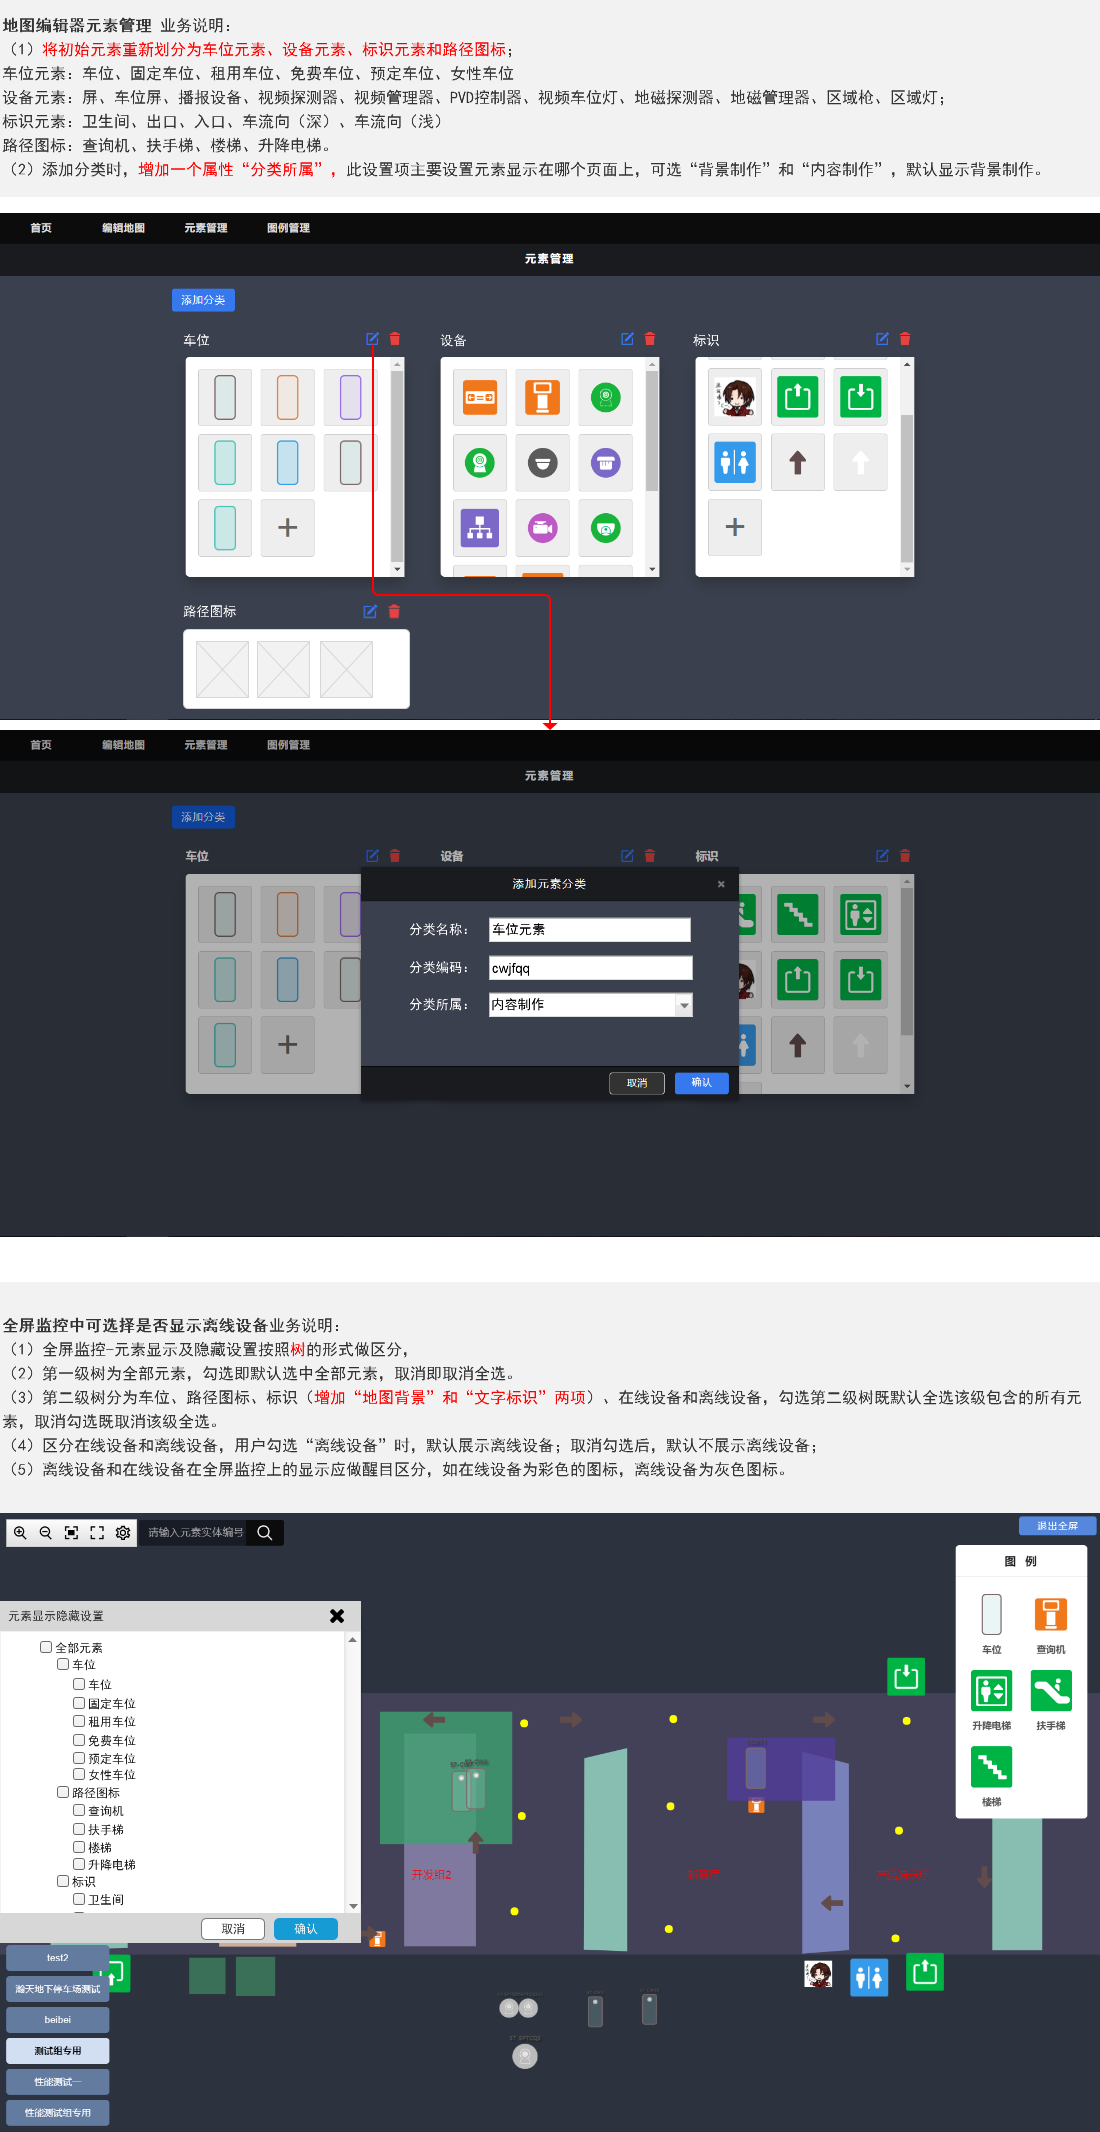 地图编辑器元素管理 业务说明：
（1）将初始元素重新划分为车位元素、设备元素、标识元素和路径图标；
车位元素：车位、固定车位、租用车位、免费车位、预定车位、女性车位
设备元素：屏、车位屏、播报设备、视频探测器、视频管理器、PVD控制器、视频车位灯、地磁探测器、地磁管理器、区域枪、区域灯；
标识元素：卫生间、出口、入口、车流向（深）、车流向（浅）
路径图标：查询机、扶手梯、楼梯、升降电梯。
（2）添加分类时，增加一个属性“分类所属”，此设置项主要设置元素显示在哪个页面上，可选“背景制作”和“内容制作”，默认显示背景制作。
首页 编辑地图 元素管理 图例管理
元素管理
添加分类
车位 设备 标识
路径图标
首页 编辑地图 元素管理 图例管理
元素管理
添加分类
车位 设备 标识
添加元素分类
分类名称： 车位元素
分类编码： cwjfqq
分类所属： 内容制作
取消 确认
全屏监控中可选择是否显示离线设备业务说明：
（1）全屏监控-元素显示及隐藏设置按照树的形式做区分，
（2）第一级树为全部元素，勾选即默认选中全部元素，取消即取消全选。
（3）第二级树分为车位、路径图标、标识（增加“地图背景”和“文字标识”两项）、在线设备和离线设备，勾选第二级树既默认全选该级包含的所有元
素，取消勾选既取消该级全选。
（4）区分在线设备和离线设备，用户勾选“离线设备”时，默认展示离线设备；取消勾选后，默认不展示离线设备；
（5）离线设备和在线设备在全屏监控上的显示应做醒目区分，如在线设备为彩色的图标，离线设备为灰色图标。
请输入元素实体编号
退出全屏
图 例
车位 查询机
升降电梯 扶手梯
楼梯
元素显示隐藏设置
全部元素
车位
车位
固定车位
租用车位
免费车位
预定车位
女性车位
路径图标
查询机
扶手梯
楼梯
升降电梯
标识
卫生间
取消 确认
开发组2
test2
瀚天地下停车场测试
beibei
测试组专用
性能测试一
性能测试组专用